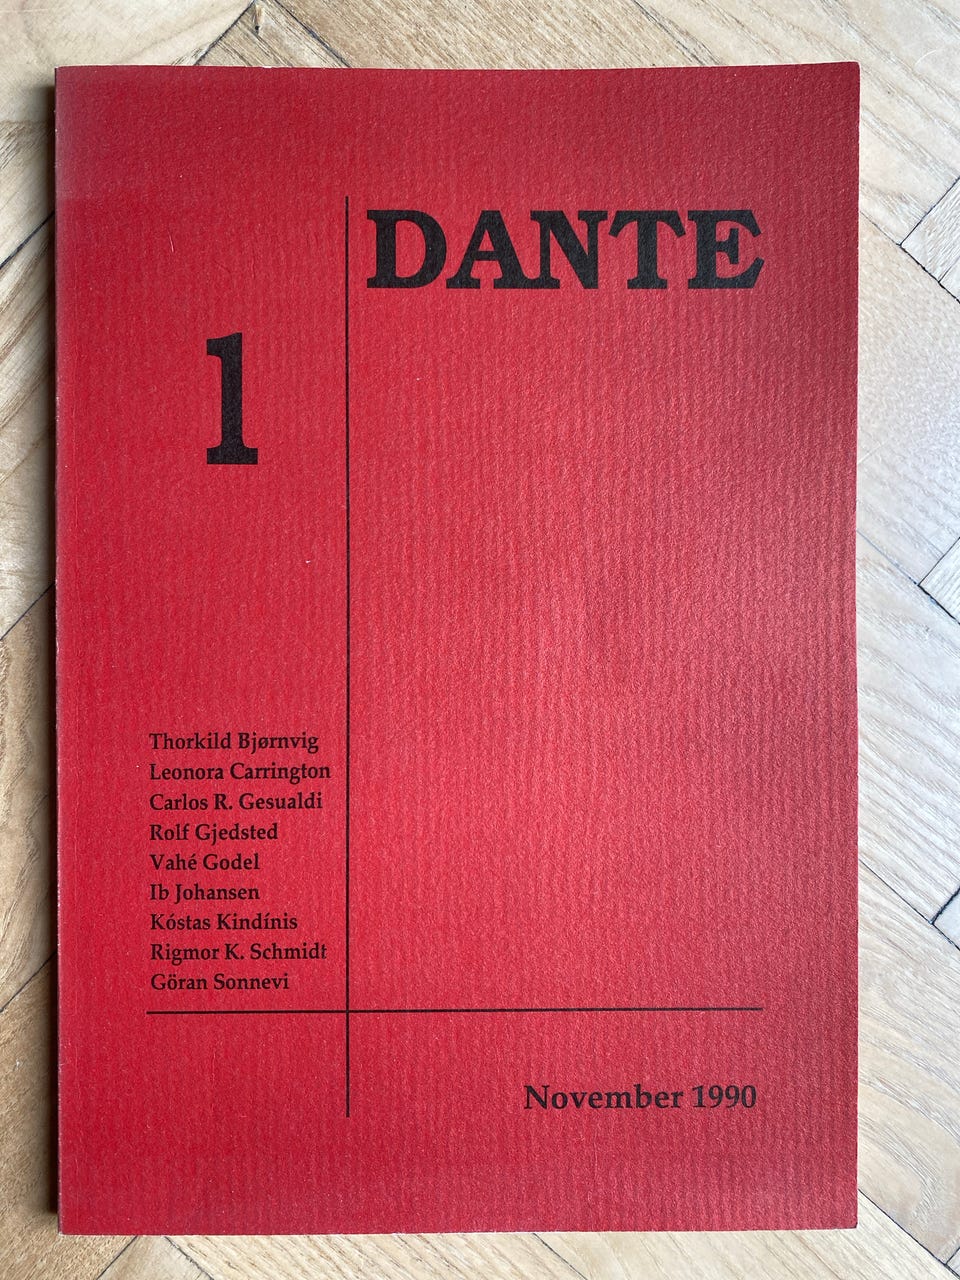 DANTE
1
Thorkild Bjørnvig
Leonora Carrington
Carlos R. Gesualdi
Rolf Gjedsted
Vahé Godel
Ib Johansen
Kóstas Kindínis
Rigmor K. Schmidt
Göran Sonnevi
November 1990